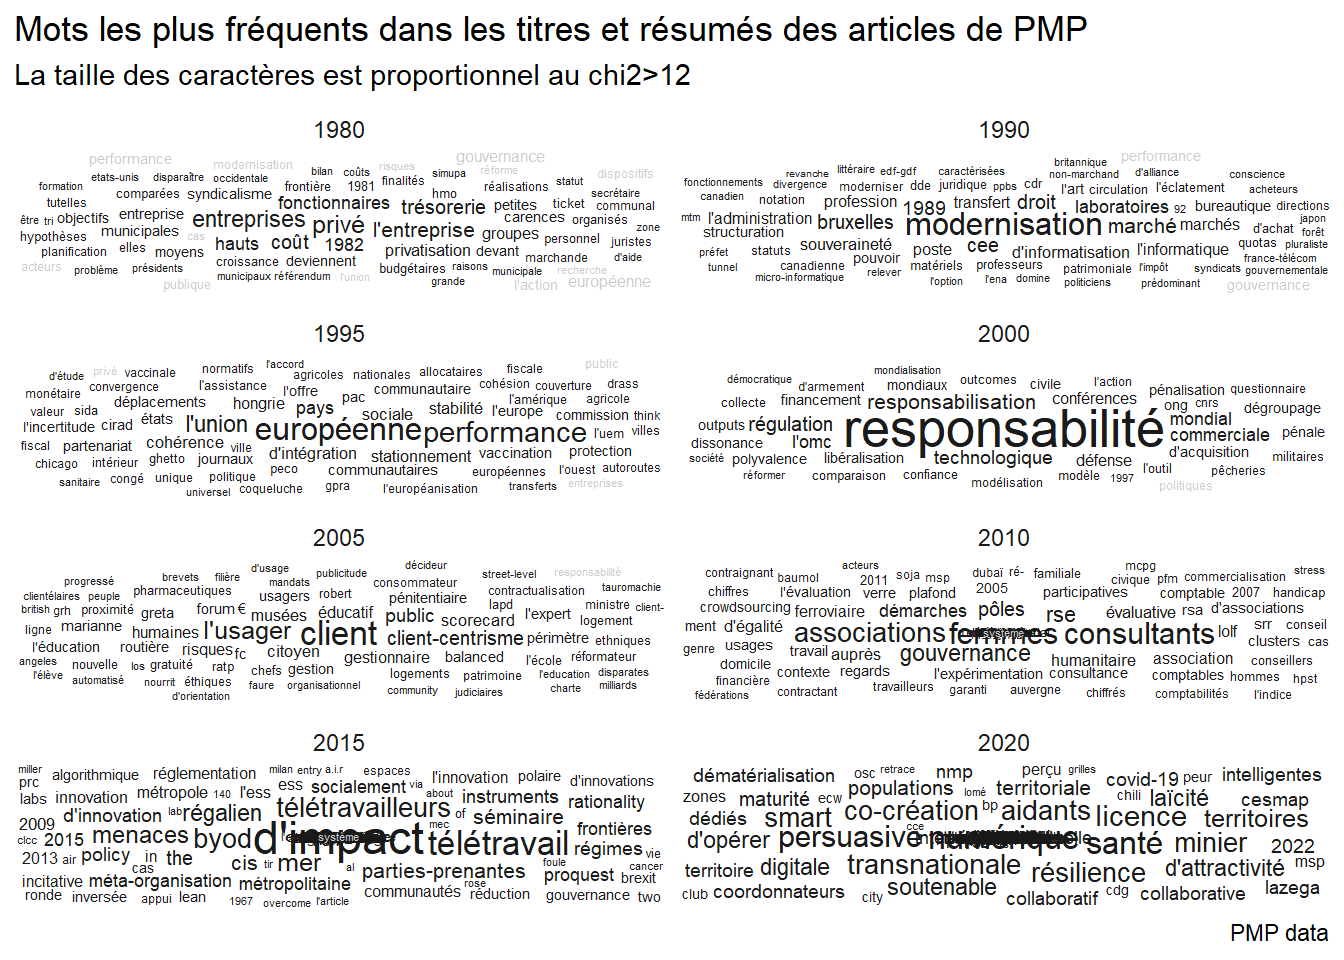 Mots les plus fréquents dans les titres et résumés des articles de PMP
La taille des caractères est proportionnel au chi2>12
1980
performance modernisation risques bilan coûts gouvernance réforme dispositifs
formation etats-unis disparaître occidentale frontière 1981 finalités simupa réalisations statut
tutelles comparées syndicalisme fonctionnaires hmo trésorerie petites ticket secrétaire communal
être tri objectifs entreprise entreprises privé l'entreprise groupes carences organisés zone
hypothèses municipales cas hauts coût 1982 privatisation devant personnel juristes
planification elles moyens croissance deviennent marchande d'aide
acteurs problème présidents municipaux référendum l'union budgétaires raisons municipale recherche
publique grande l'action européenne
1990
revanche littéraire edf-gdf caractérisées britannique performance
fonctionnements divergence moderniser dde juridique ppbs cdr non-marchand d'alliance conscience
canadien notation profession 1989 transfert droit l'art circulation l'éclatement acheteurs
mtm l'administration bruxelles modernisation laboratoires 92 bureautique directions
structuration souveraineté cee marché marchés d'achat japon forêt
préfet statuts pouvoir poste d'informatisation l'informatique quotas pluraliste
tunnel canadienne relever matériels professeurs patrimoniale l'impôt syndicats france-télécom gouvernementale
micro-informatique l'option l'ena domine politiciens prédominant gouvernance
1995
d'étude privé vaccinale normatifs l'accord agricoles nationales allocataires fiscale public
monétaire convergence l'assistance l'offre pac communautaire cohésion couverture drass
valeur sida déplacements hongrie pays sociale stabilité l'europe l'amérique agricole
l'incertitude cirad états l'union européenne performance commission think
fiscal partenariat cohérence ville d'intégration stationnement vaccination l'uem villes
chicago intérieur ghetto journaux peco communautaires européennes protection l'ouest autoroutes
sanitaire congé unique politique gpra l'européanisation transferts entreprises
universel coqueluche
2000
démocratique mondialisation d'armement mondiaux outcomes civile l'action pénalisation questionnaire
collecte financement responsabilisation conférences ong cnrs dégroupage
outputs régulation responsabilité mondial
dissonance l'omc commerciale pénale
société polyvalence libéralisation technologique défense d'acquisition militaires
réformer comparaison confiance modélisation modèle 1997 l'outil pêcheries
politiques
2005
d'usage décideur
progressé brevets filière mandats publicitude consommateur street-level responsabilité
clientélaires peuple pharmaceutiques usagers robert pénitentiaire contractualisation tauromachie
british grh proximité greta forum € musées éducatif public lapd scorecard l'expert ministre client-
ligne marianne humaines l'usager client client-centrisme périmètre logement ethniques
l'éducation routière risques fc citoyen gestionnaire balanced l'école réformateur
angeles nouvelle los gratuité ratp chefs gestion logements patrimoine l'education disparates
l'élève automatisé nourrit éthiques faure organisationnel community judiciaires charte milliards
d'orientation
2010
contraignant acteurs baumol 2011 soja msp dubaï ré- familiale mcpg stress
chiffres l'évaluation verre plafond 2005 participatives civique pfm commercialisation
crowdsourcing ferroviaire démarches pôles rse évaluative comptable 2007 handicap
ment d'égalité associations femmes consultants rsa d'associations
genre usages travail auprès gouvernance système lolf srr conseil
domicile contexte regards l'expérimentation humanitaire association clusters cas
financière consultance comptables hommes conseillers hpst
fédérations contractant travailleurs garanti auvergne chiffrés comptabilités l'indice
2015
miller algorithmique réglementation milan entry a.i.r espaces l'innovation polaire d'innovations
prc labs innovation métropole 140 l'ess ess socialement via about instruments rationality
2009 d'innovation lab régalien télétravailleurs of mec séminaire frontières
clcc 2015 menaces byod d'impact système télétravail régimes vie
2013 air policy in the cis tir mer al parties-prenantes foule proquest cancer brexit
incitative cas méta-organisation métropolitaine communautés rose réduction gouvernance two
ronde inversée appui lean 1967 overcome l'article
2020
dématérialisation osc retrace nmp perçu grilles covid-19 peur intelligentes
zones maturité ecw populations lomé territoriale chili laïcité cesmap
dédiés smart co-création bp aidants licence territoires
d'opérer persuasive cce numérique santé minier 2022
territoire digitale transnationale résilience d'attractivité msp
club coordonnateurs city soutenable collaboratif cdg collaborative lazega
PMP data